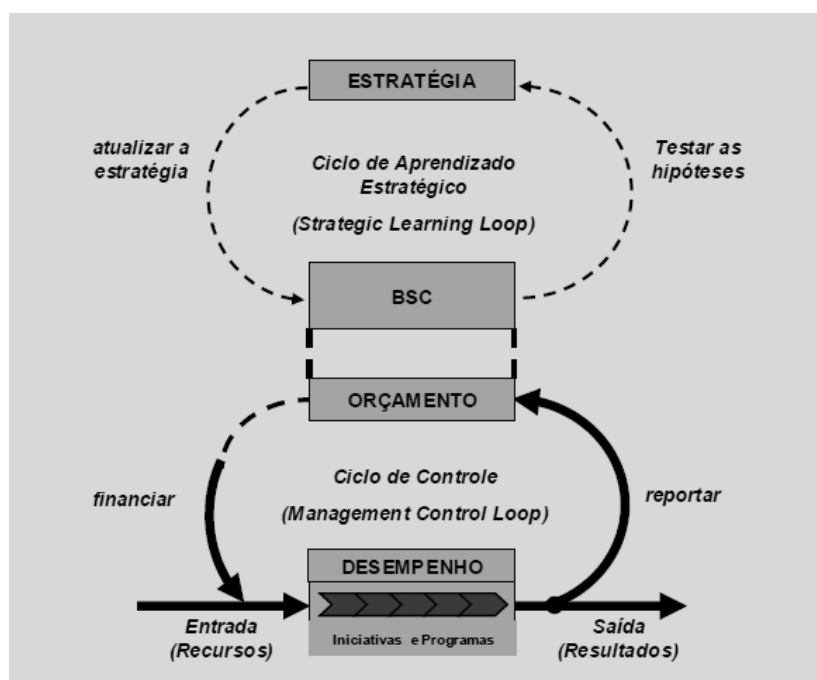 ESTRATÉGIA
atualizar a
estratégia
Testar as
hipóteses
Ciclo de Aprendizado
Estratégico
(Strategic Learning Loop)
BSC
ORÇAMENTO
financiar
Ciclo de Controle
(Management Control Loop)
reportar
DESEMPENHO
Iniciativas e Programas
Entrada
(Recursos)
Saída
(Resultados)